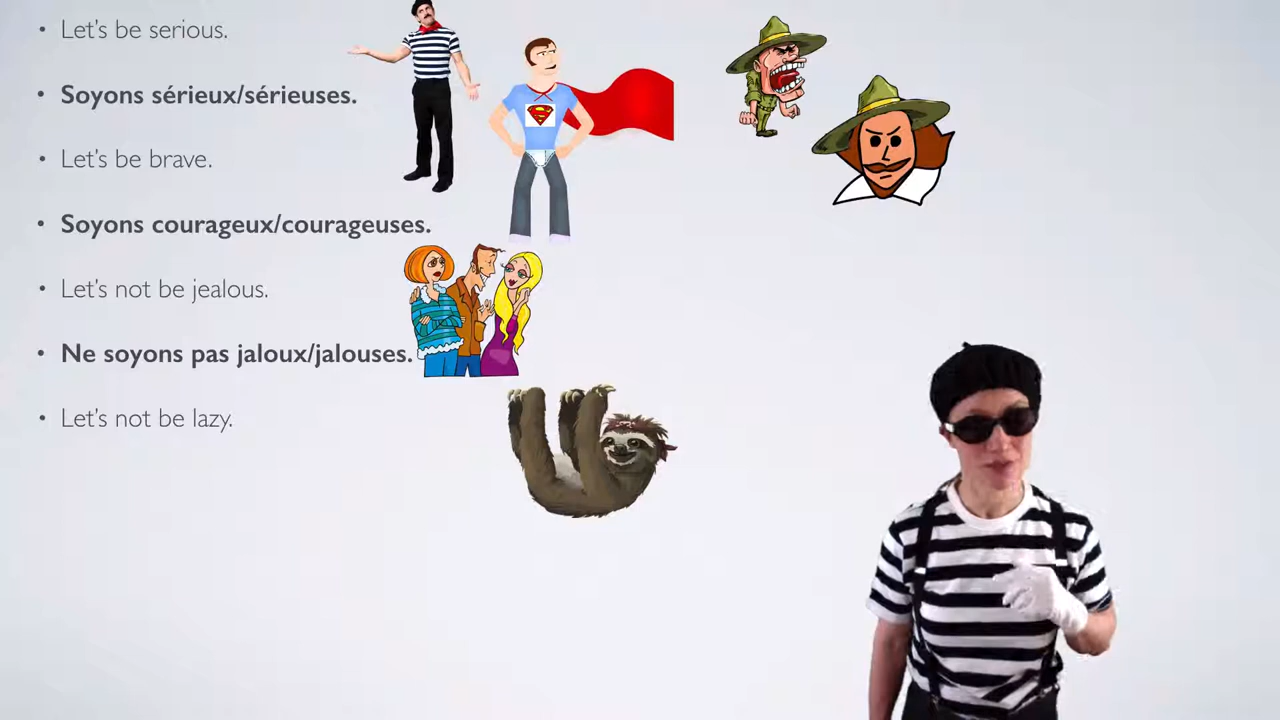 Let's be serious.
Soyons sérieux/sérieuses.
Let's be brave.
Soyons courageux/courageuses.
Let's not be jealous.
Ne soyons pas jaloux/jalouses.
Let's not be lazy.